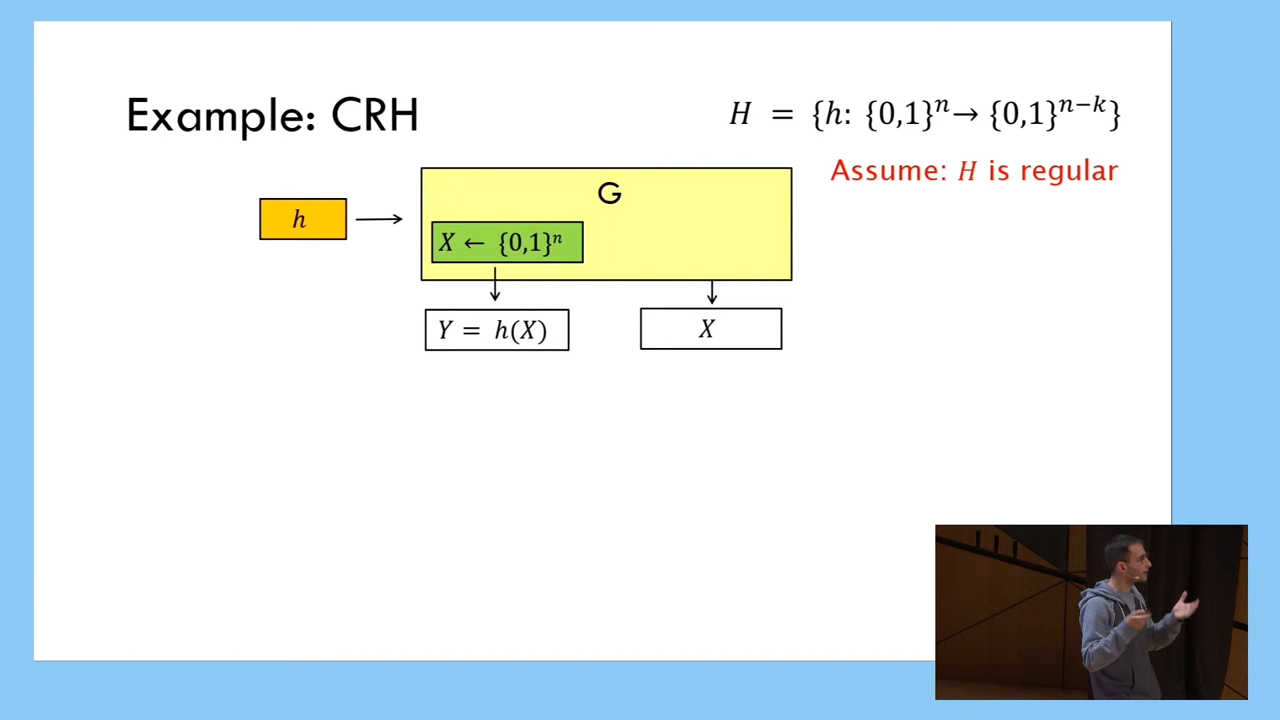 Example: CRH
H = {h: {0,1}ⁿ→ {0,1}ⁿ⁻ᵏ}
Assume: H is regular
G
h
X ← {0,1}ⁿ
Y = h(X)
X